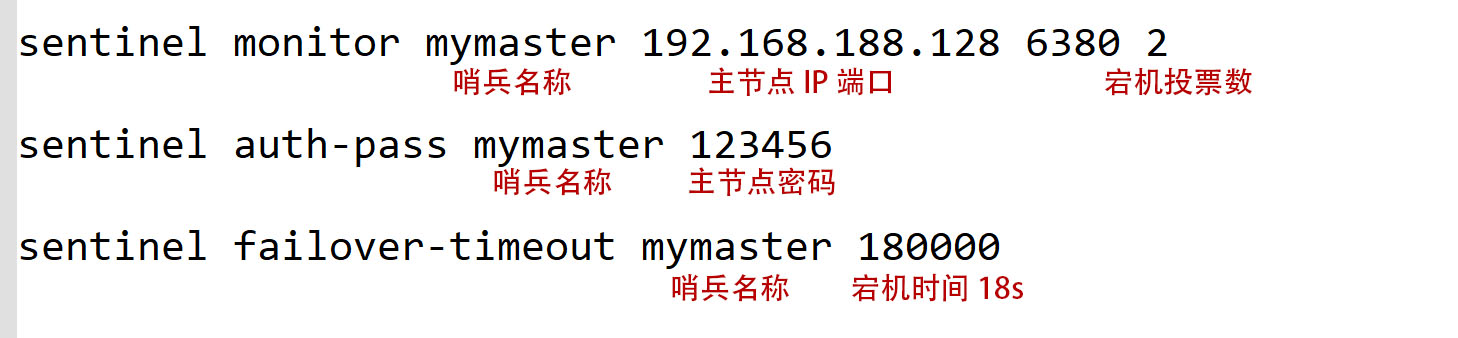 sentinel monitor mymaster 192.168.188.128 6380 2
哨兵名称 主节点 IP 端口 宕机投票数
sentinel auth-pass mymaster 123456
哨兵名称 主节点密码
sentinel failover-timeout mymaster 180000
哨兵名称 宕机时间 18s